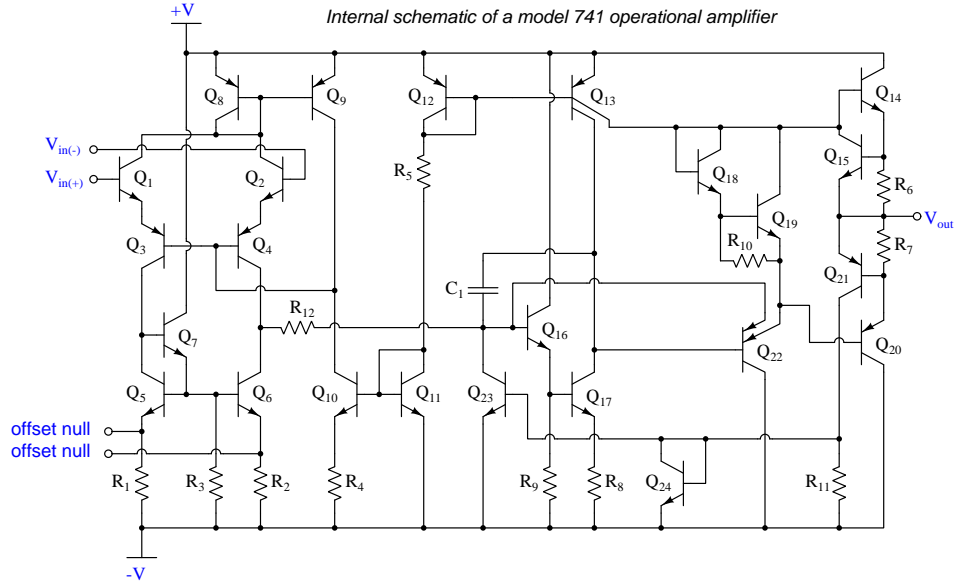 Internal schematic of a model 741 operational amplifier
+V
Q8
Q9
Q12
Q13
Q14
Vin(-)
Vin(+)
Q1
Q2
R5
Q18
Q15
R6
Q19
Vout
Q3
Q4
R10
R7
C1
Q21
R12
Q7
Q16
Q22
Q20
Q5
Q6
Q10
Q11
Q23
Q17
offset null
offset null
R1
R3
R2
R4
R9
R8
Q24
R11
-V